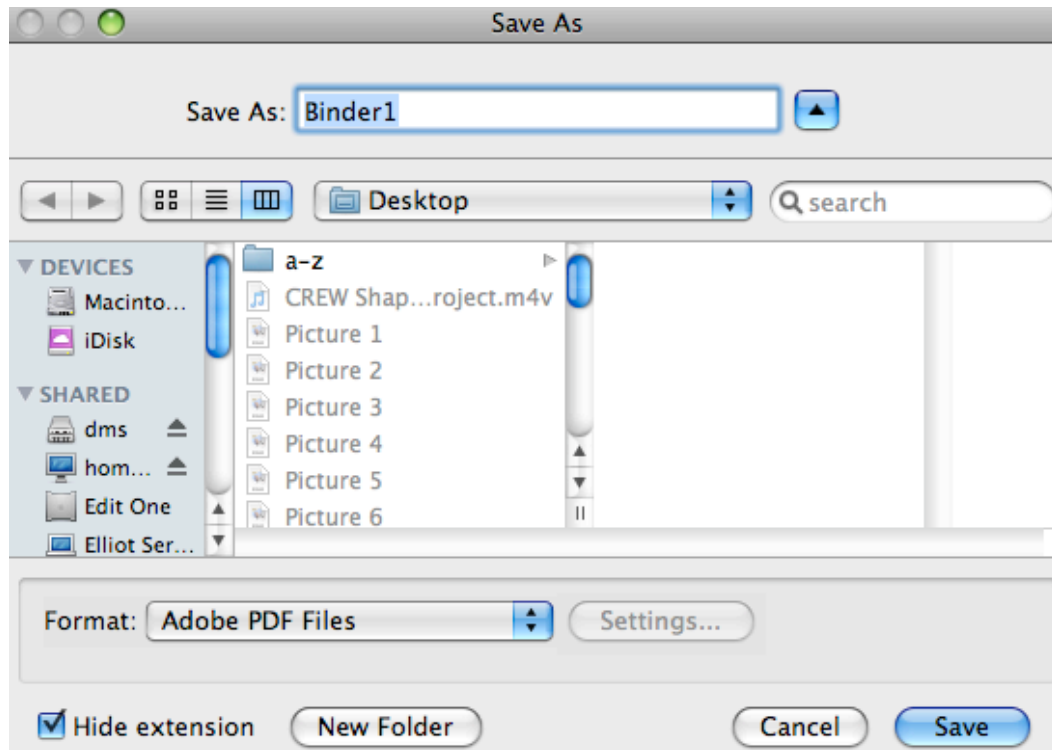 Save As
Save As: Binder1
Desktop
search
DEVICES
Macinto...
iDisk
SHARED
dms
hom...
Edit One
Elliot Ser...
a-z
CREW Shap...roject.m4v
Picture 1
Picture 2
Picture 3
Picture 4
Picture 5
Picture 6
Format: Adobe PDF Files
Settings...
Hide extension
New Folder
Cancel
Save